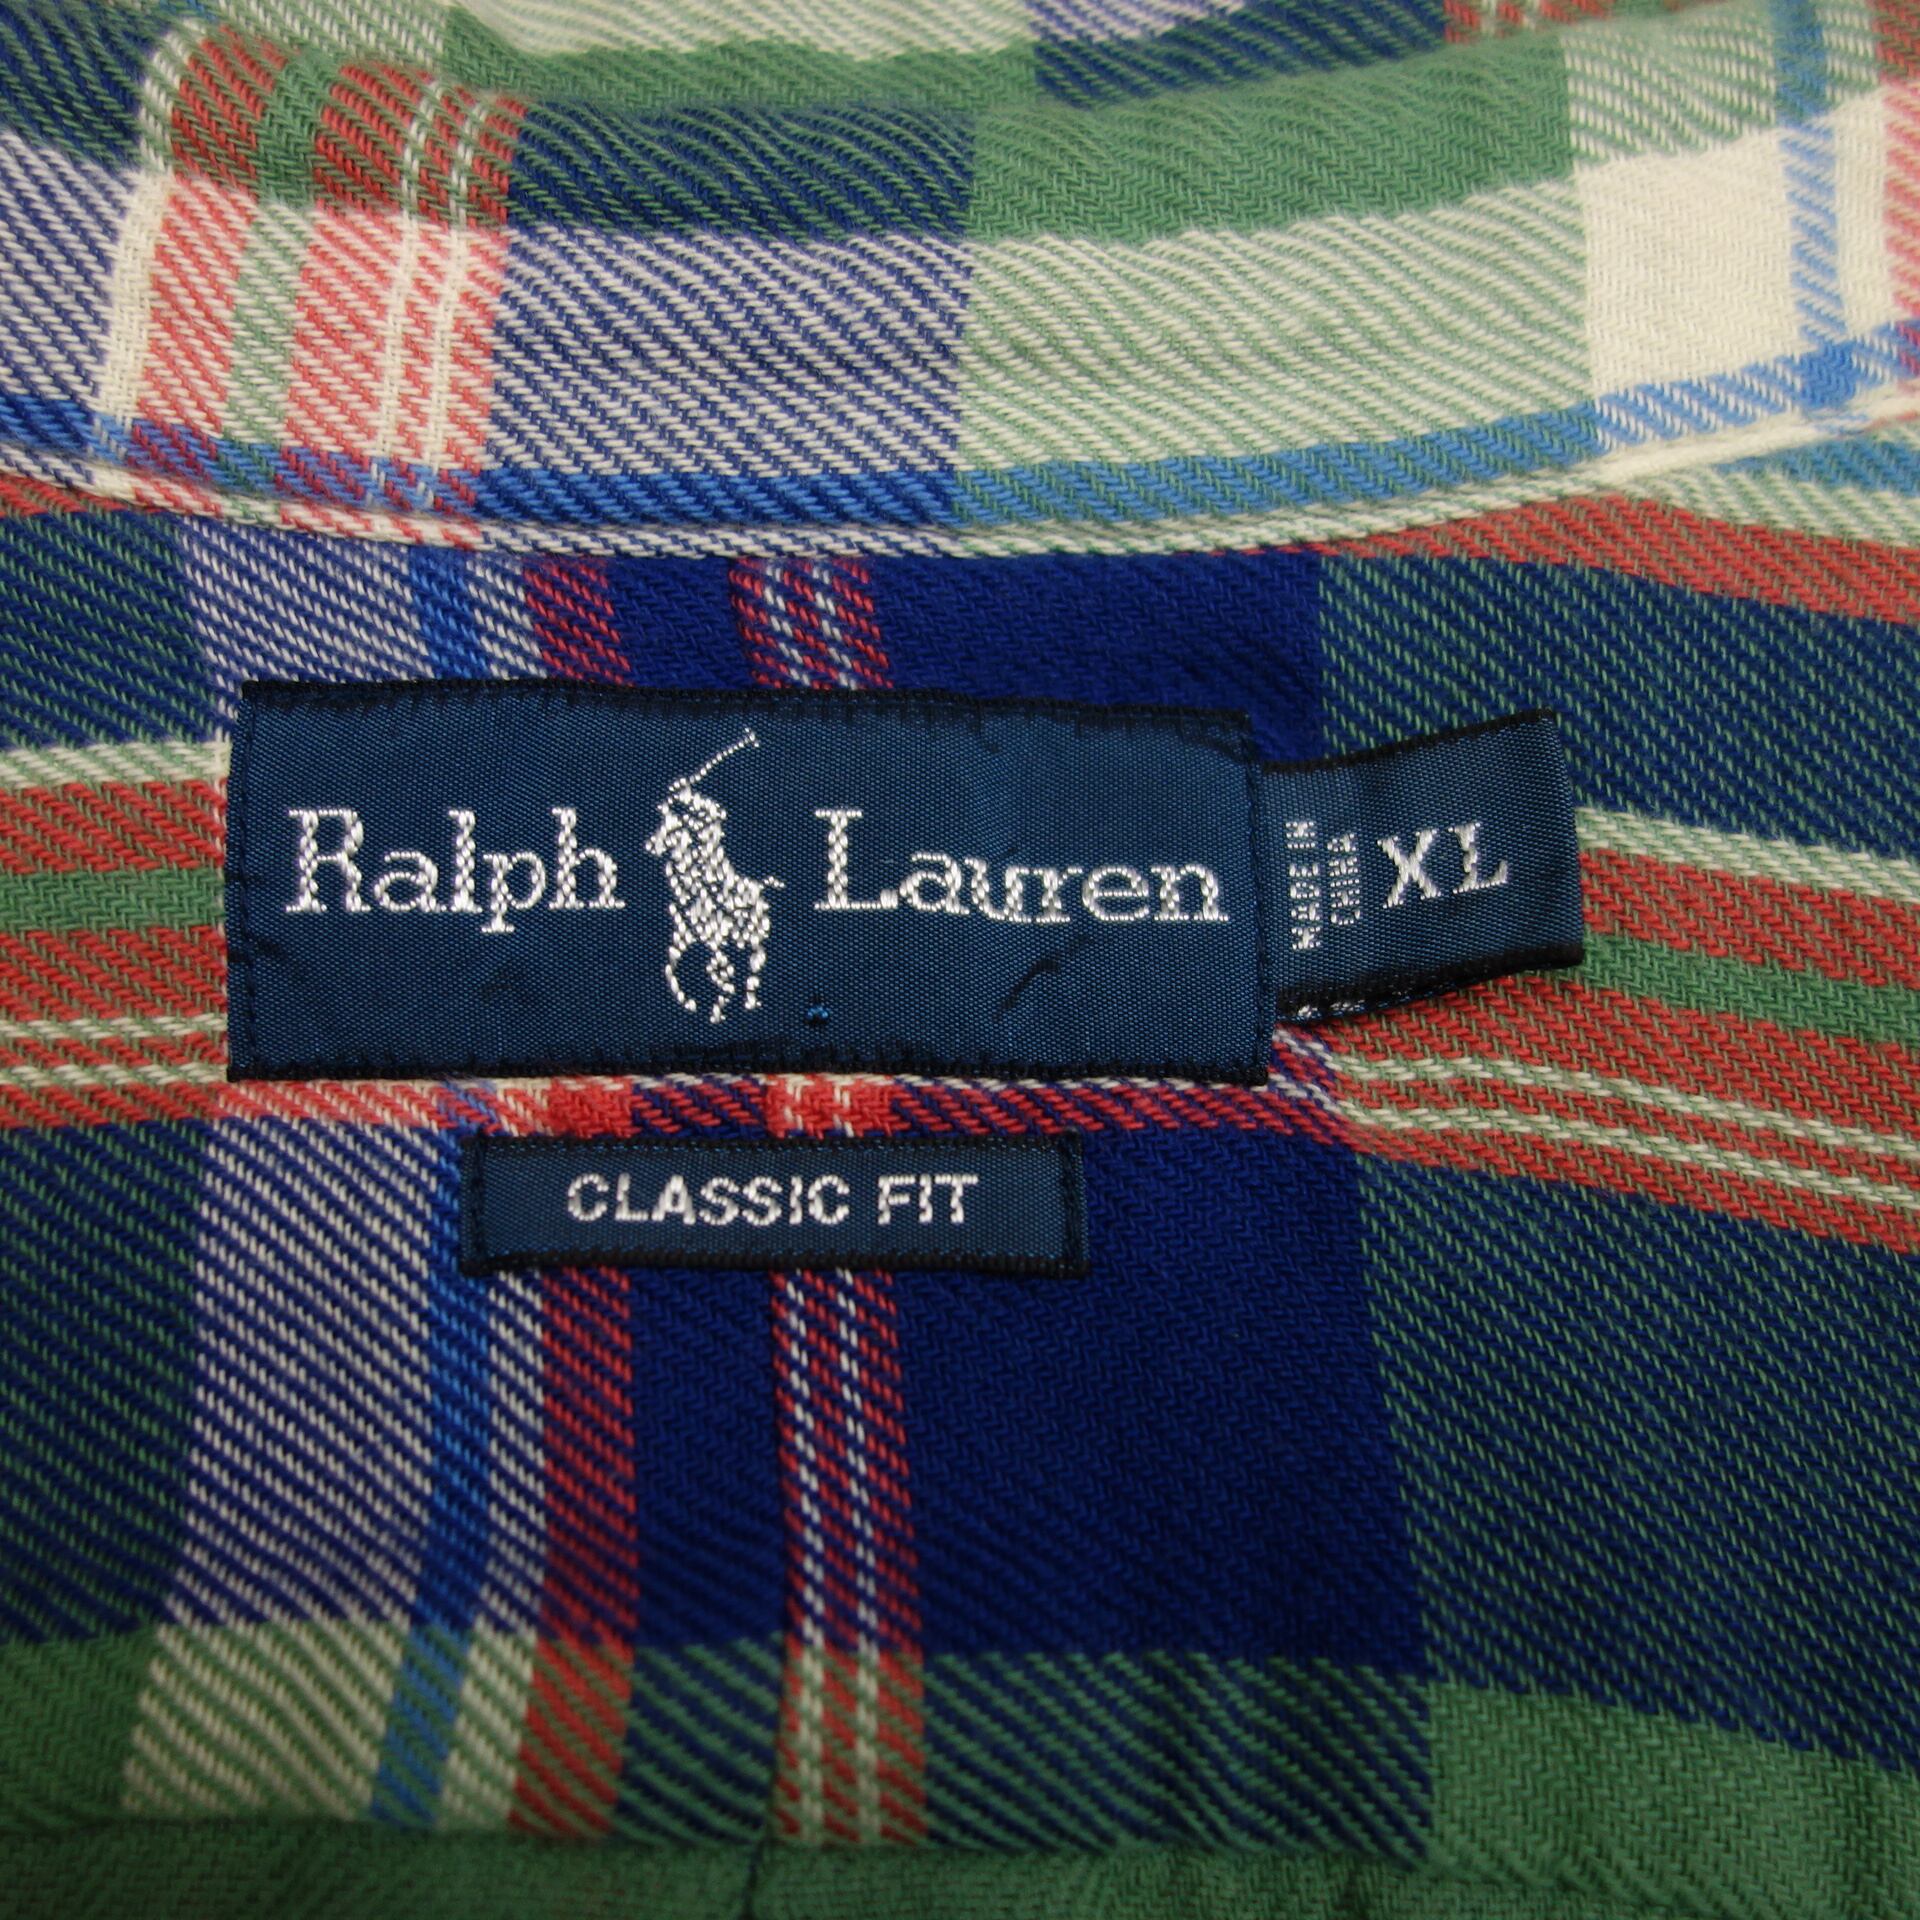 Ralph Lauren
MADE IN
CHINA
XL
CLASSIC FIT